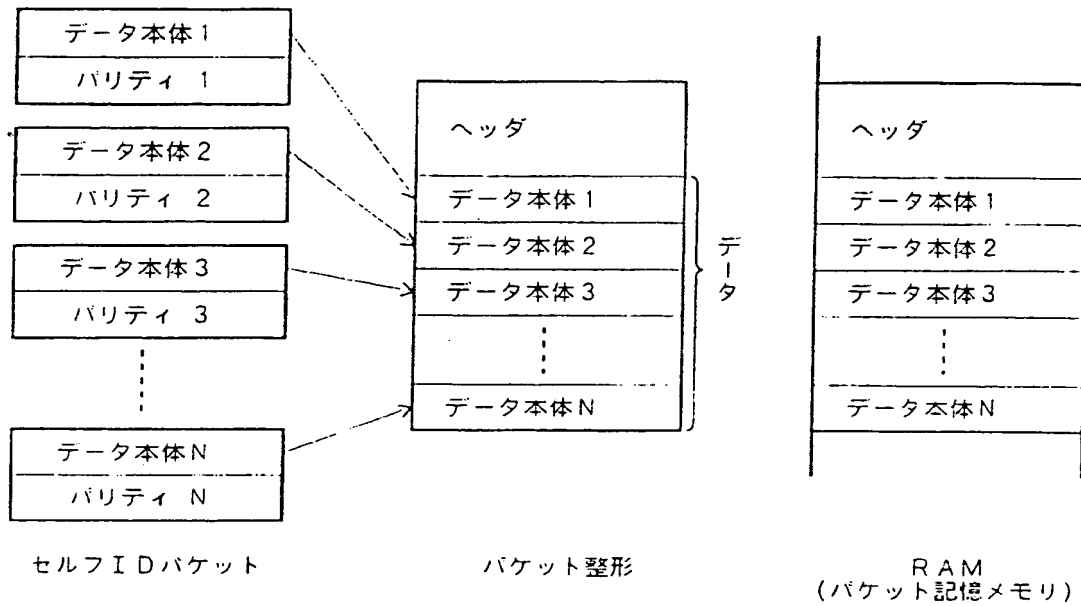 データ本体1
パリティ 1
データ本体2
パリティ 2
データ本体3
パリティ 3
データ本体N
パリティ N
セルフIDパケット
ヘッダ
データ本体1
データ本体2
データ本体3
データ本体N
データ
パケット整形
ヘッダ
データ本体1
データ本体2
データ本体3
データ本体N
RAM
(パケット記憶メモリ)